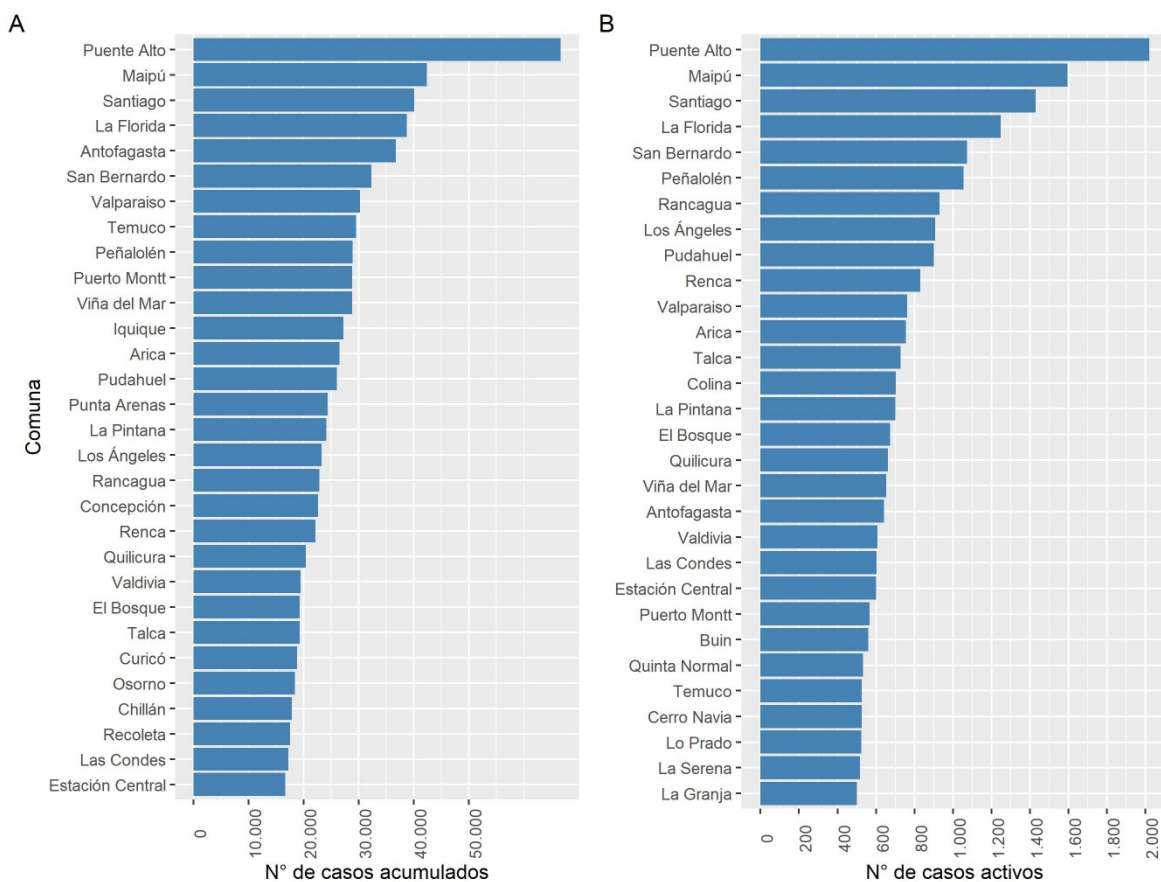 A
Comuna
Puente Alto
Maipú
Santiago
La Florida
Antofagasta
San Bernardo
Valparaiso
Temuco
Peñalolén
Puerto Montt
Viña del Mar
Iquique
Arica
Pudahuel
Punta Arenas
La Pintana
Los Ángeles
Rancagua
Concepción
Renca
Quilicura
Valdivia
El Bosque
Talca
Curicó
Osorno
Chillán
Recoleta
Las Condes
Estación Central
0 10.000 20.000 30.000 40.000 50.000
N° de casos acumulados
B
Puente Alto
Maipú
Santiago
La Florida
San Bernardo
Peñalolén
Rancagua
Los Ángeles
Pudahuel
Renca
Valparaiso
Arica
Talca
Colina
La Pintana
El Bosque
Quilicura
Viña del Mar
Antofagasta
Valdivia
Las Condes
Estación Central
Puerto Montt
Buin
Quinta Normal
Temuco
Cerro Navia
Lo Prado
La Serena
La Granja
0 200 400 600 800 1.000 1.200 1.400 1.600 1.800 2.000
N° de casos activos